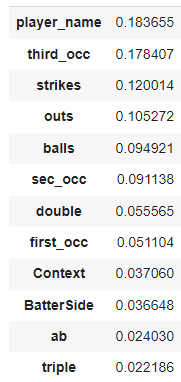 player_name 0.183655
third_occ 0.178407
strikes 0.120014
outs 0.105272
balls 0.094921
sec_occ 0.091138
double 0.055565
first_occ 0.051104
Context 0.037060
BatterSide 0.036648
ab 0.024030
triple 0.022186